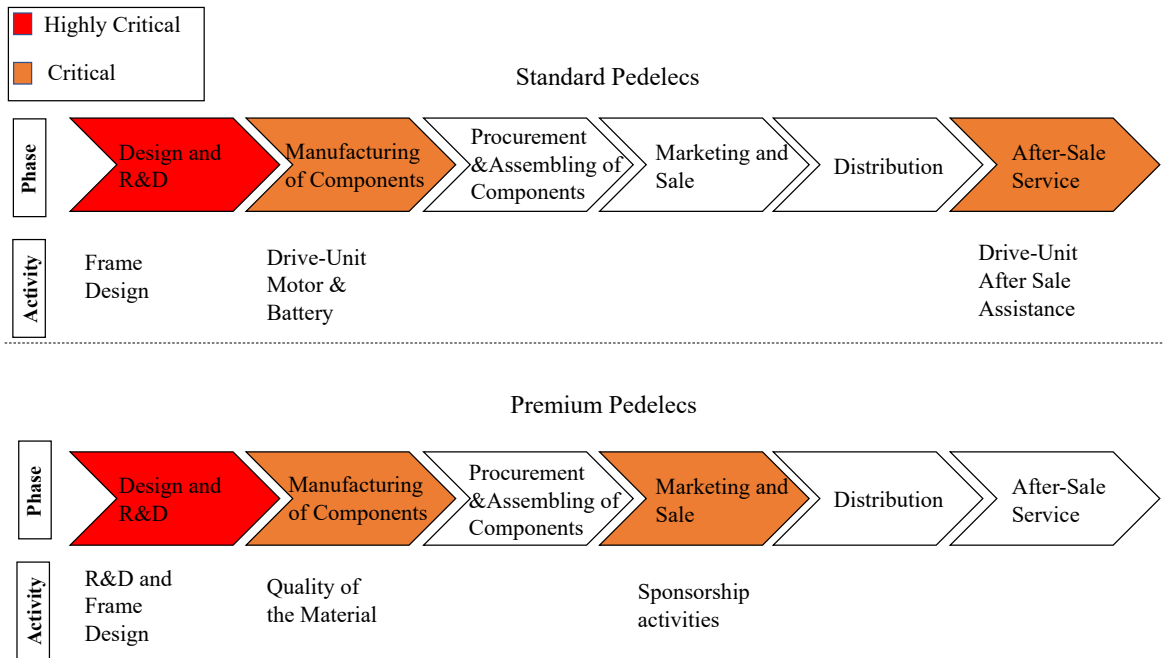 Highly Critical
Critical
Standard Pedelecs
Phase
Design and
R&D
Manufacturing
of Components
Procurement
&Assembling of
Components
Marketing and
Sale
Distribution
After-Sale
Service
Activity
Frame
Design
Drive-Unit
Motor &
Battery
Drive-Unit
After Sale
Assistance
Premium Pedelecs
Phase
Design and
R&D
Manufacturing
of Components
Procurement
&Assembling of
Components
Marketing and
Sale
Distribution
After-Sale
Service
Activity
R&D and
Frame
Design
Quality of
the Material
Sponsorship
activities